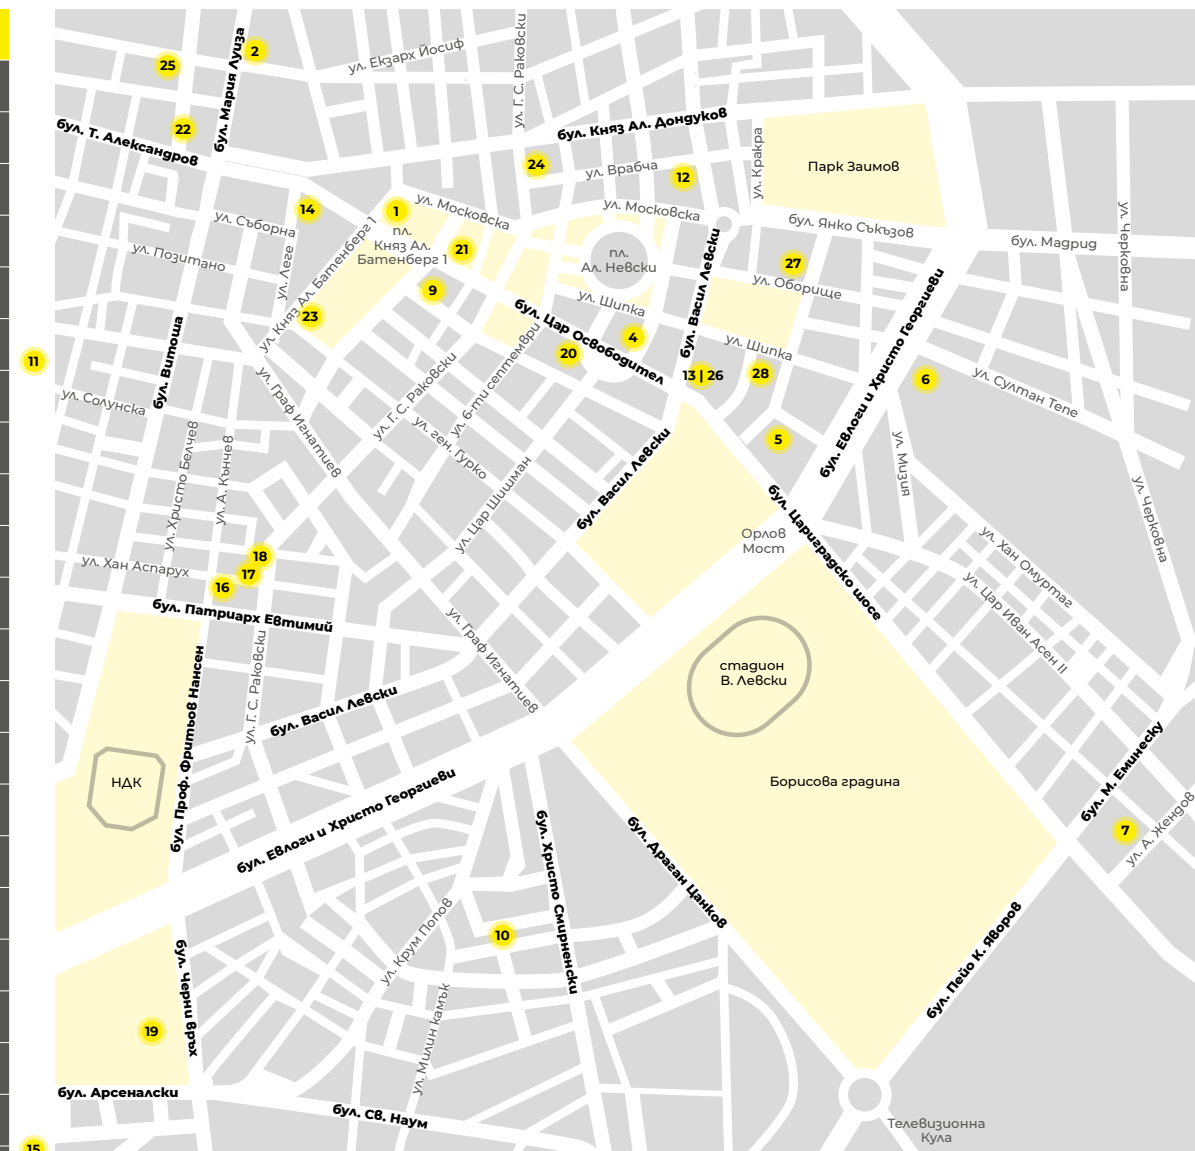 2
25
ул. Екзарх Йосиф
ул. Г. С. Раковски
бул. Мария Луиза
22
бул. Т. Александров
бул. Княз Ал. Дондуков
24
ул. Врабча
12
ул. Кракра
Парк Заимов
14
1
ул. Московска
ул. Московска
ул. Съборна
бул. Янко Съкъзов
бул. Мадрид
ул. Черковна
пл.
Княз Ал.
Батенберг 1
21
пл.
Ал. Невски
ул. Позитано
ул. Леге
ул. Княз Ал. Батенберг 1
бул. Васил Левски
27
ул. Оборище
9
ул. Шипка
23
бул. Цар Освободител
4
бул. Витоша
11
20
ул. Шипка
бул. Евлоги и Христо Георгиеви
13 | 26
28
6
ул. Султан Тепе
ул. Солунска
ул. Граф Игнатиев
ул. Г. С. Раковски
ул. 6-ти септември
ул. ген. Гурко
5
ул. Христо Белчев
ул. А. Кънчев
ул. Цар Шишман
бул. Васил Левски
ул. Мизия
ул. Черковна
бул. Цариградско шосе
Орлов
Мост
ул. Хан Омуртаг
ул. Цар Иван Асен II
ул. Хан Аспарух
18
17
16
бул. Патриарх Евтимий
ул. Граф Игнатиев
стадион
В. Левски
ул. Г. С. Раковски
бул. Проф. Фритьов Нансен
бул. Васил Левски
НДК
Борисова градина
бул. М. Еминеску
бул. Евлоги и Христо Георгиеви
7
ул. А. Жендов
бул. Христо Смирненски
бул. Драган Цанков
10
ул. Крум Попов
бул. Пейо К. Яворов
бул. Черни връх
19
ул. Милин камък
бул. Арсеналски
бул. Св. Наум
Телевизионна
Кула
15